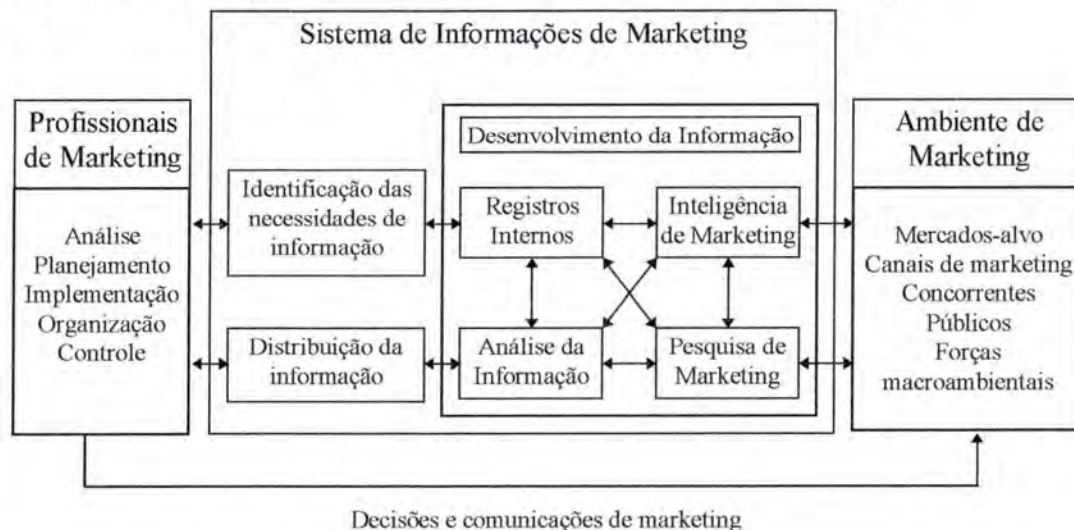 Sistema de Informações de Marketing
Profissionais
de Marketing
Análise
Planejamento
Implementação
Organização
Controle
Identificação das
necessidades de
informação
Distribuição da
informação
Desenvolvimento da Informação
Registros
Internos
Inteligência
de Marketing
Análise da
Informação
Pesquisa de
Marketing
Ambiente de
Marketing
Mercados-alvo
Canais de marketing
Concorrentes
Públicos
Forças
macroambientais
Decisões e comunicações de marketing